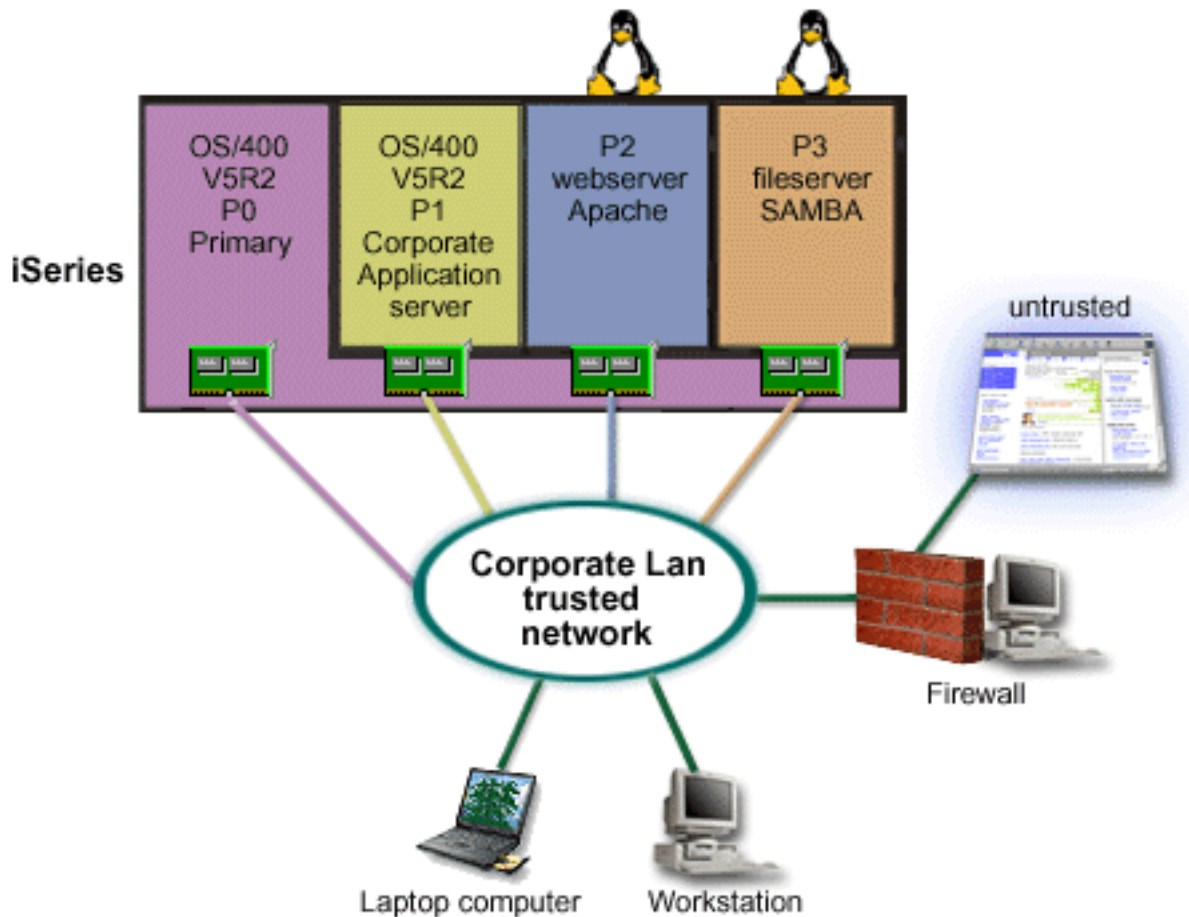 OS/400
V5R2
P0
Primary
OS/400
V5R2
P1
Corporate
Application
server
P2
webserver
Apache
P3
fileserver
SAMBA
iSeries
untrusted
Corporate Lan
trusted
network
Firewall
Laptop computer
Workstation